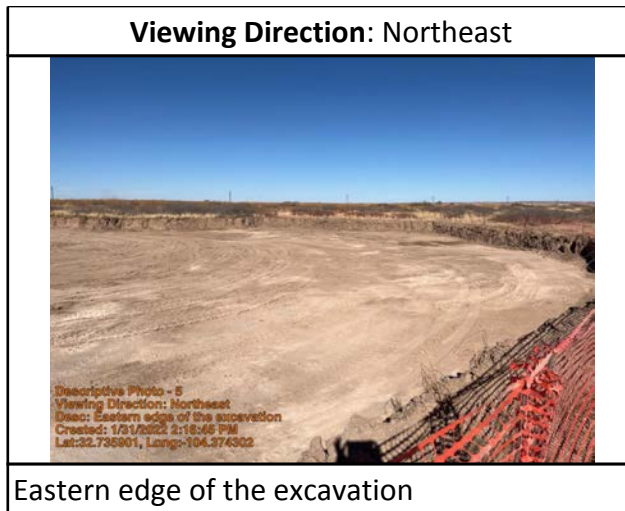 Viewing Direction: Northeast
Descriptive Photo - 5
Viewing Direction: Northeast
Desc: Eastern edge of the excavation
Created: 1/31/2022 2:16:45 PM
Lat:32.735901, Long:-104.374302
Eastern edge of the excavation